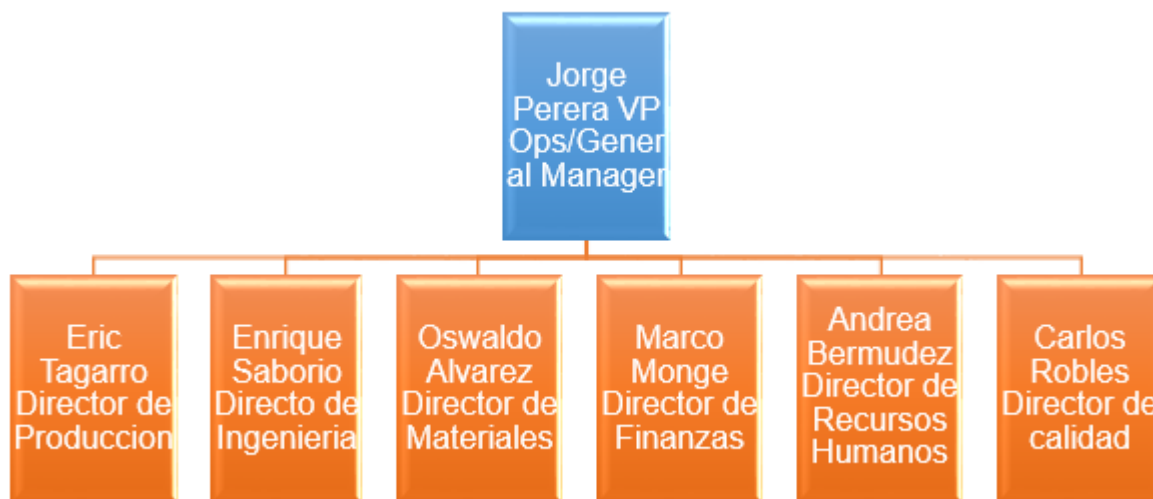 Jorge
Perera VP
Ops/Gener
al Manager
Eric
Tagarro
Director de
Produccion
Enrique
Saborio
Directo de
Ingenieria
Oswaldo
Alvarez
Director de
Materiales
Marco
Monge
Director de
Finanzas
Andrea
Bermudez
Director de
Recursos
Humanos
Carlos
Robles
Director de
calidad